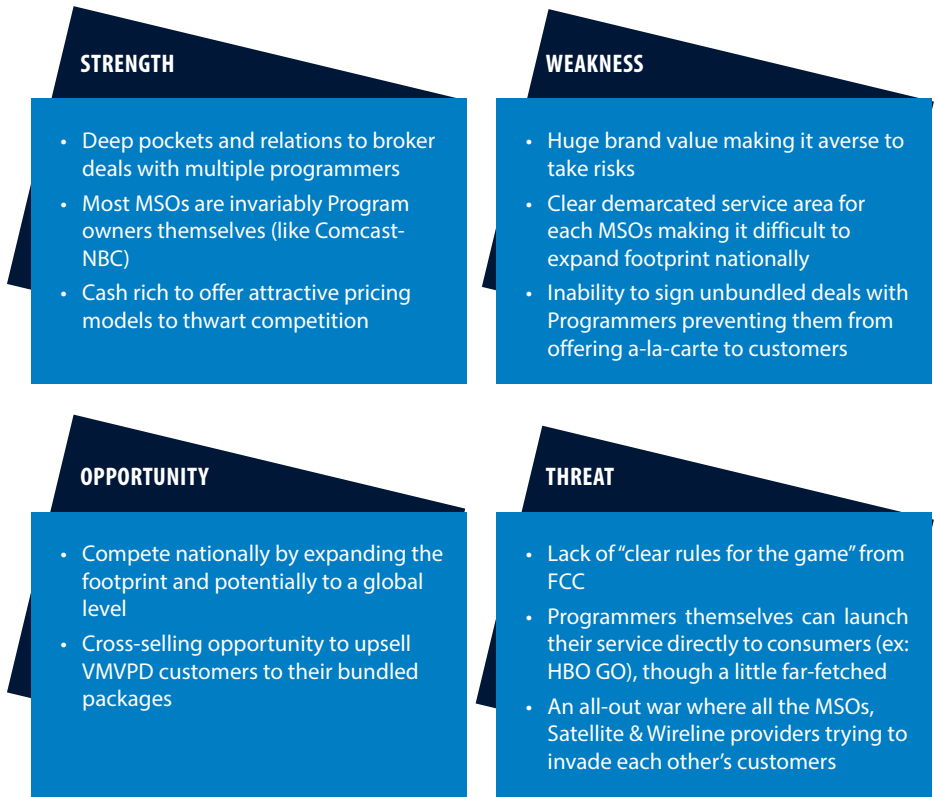 STRENGTH
• Deep pockets and relations to broker
deals with multiple programmers
• Most MSOs are invariably Program
owners themselves (like Comcast-
NBC)
• Cash rich to offer attractive pricing
models to thwart competition
WEAKNESS
• Huge brand value making it averse to
take risks
• Clear demarcated service area for
each MSOs making it difficult to
expand footprint nationally
• Inability to sign unbundled deals with
Programmers preventing them from
offering a-la-carte to customers
OPPORTUNITY
• Compete nationally by expanding the
footprint and potentially to a global
level
• Cross-selling opportunity to upsell
VMVPD customers to their bundled
packages
THREAT
• Lack of “clear rules for the game” from
FCC
• Programmers themselves can launch
their service directly to consumers (ex:
HBO GO), though a little far-fetched
• An all-out war where all the MSOs,
Satellite & Wireline providers trying to
invade each other’s customers